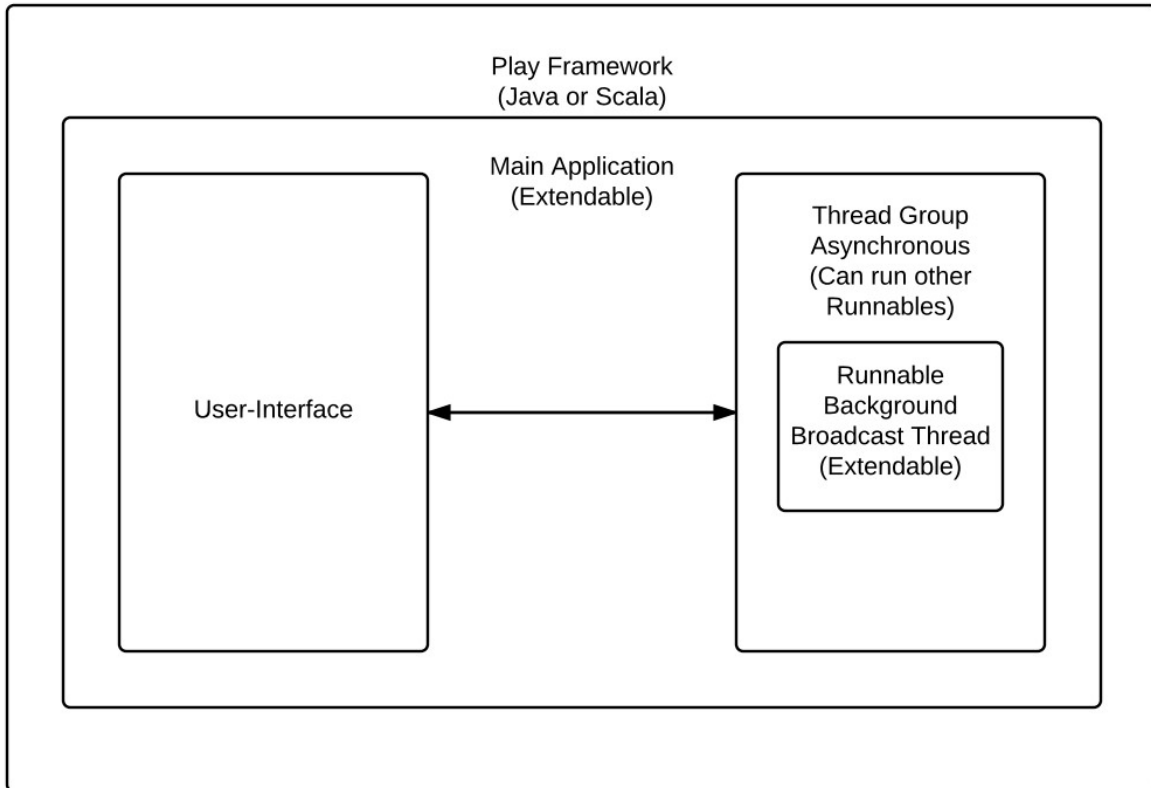 Play Framework
(Java or Scala)
Main Application
(Extendable)
User-Interface
Thread Group
Asynchronous
(Can run other
Runnables)
Runnable
Background
Broadcast Thread
(Extendable)